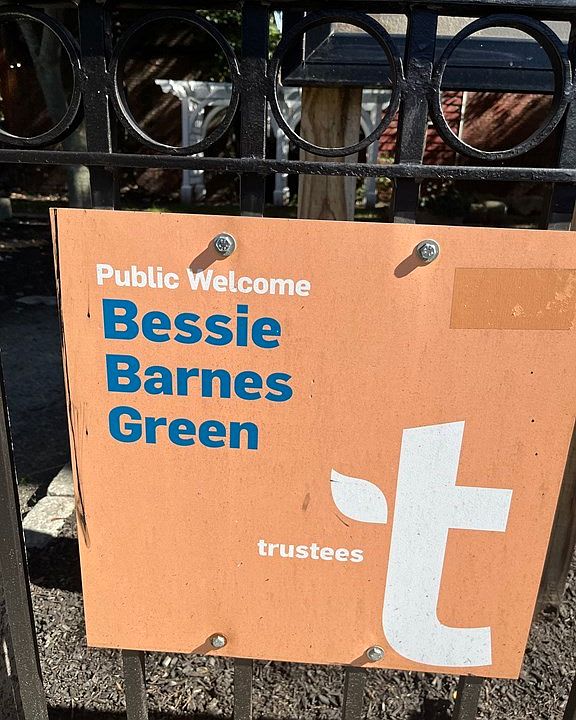 Public Welcome
Bessie
Barnes
Green
trustees
t